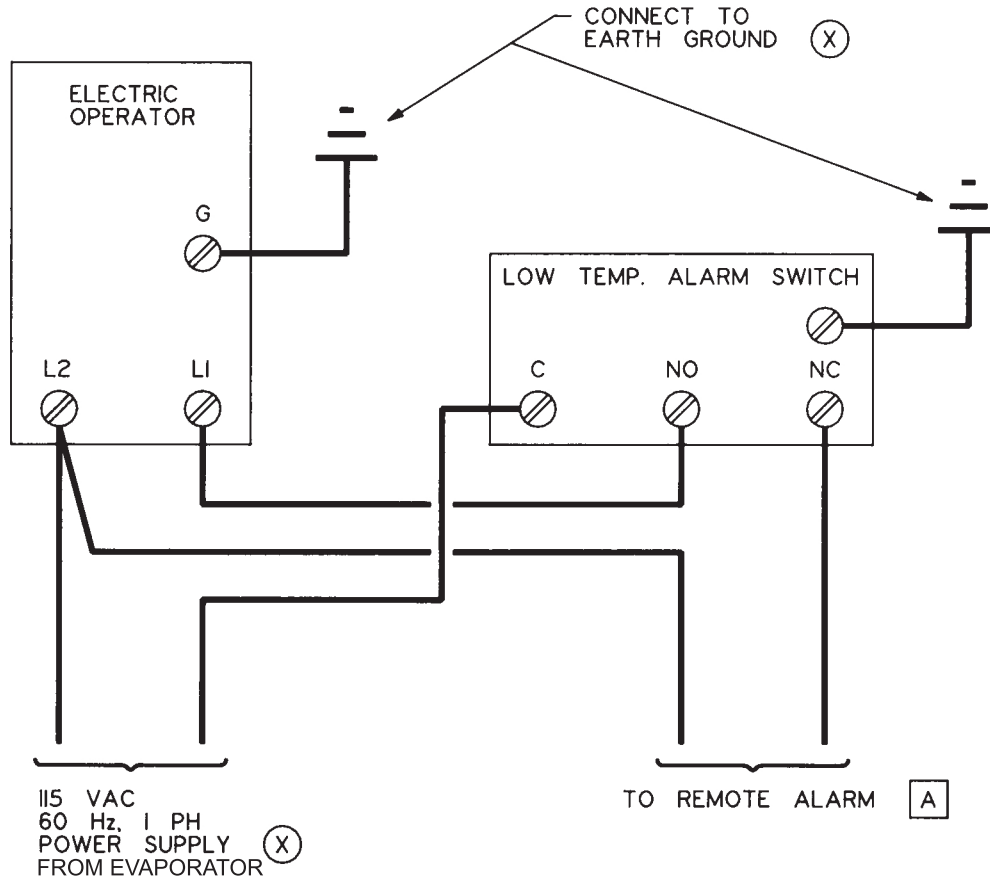 CONNECT TO
EARTH GROUND X
ELECTRIC
OPERATOR
G
LOW TEMP. ALARM SWITCH
L2 L1 C NO NC
115 VAC
60 Hz, 1 PH
POWER SUPPLY X
FROM EVAPORATOR
TO REMOTE ALARM A